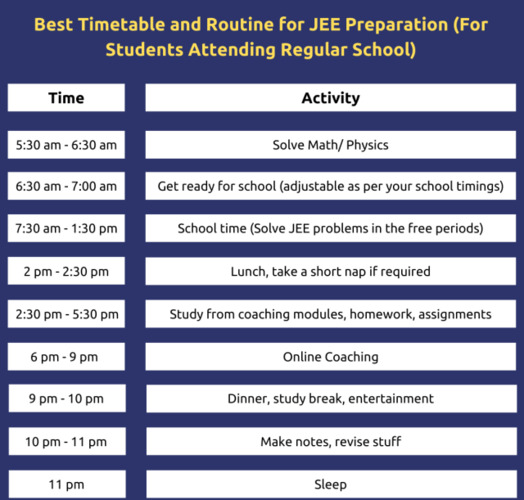 Best Timetable and Routine for JEE Preparation (For
Students Attending Regular School)
Time Activity
5:30 am - 6:30 am Solve Math/ Physics
6:30 am - 7:00 am Get ready for school (adjustable as per your school timings)
7:30 am - 1:30 pm School time (Solve JEE problems in the free periods)
2 pm - 2:30 pm Lunch, take a short nap if required
2:30 pm - 5:30 pm Study from coaching modules, homework, assignments
6 pm - 9 pm Online Coaching
9 pm - 10 pm Dinner, study break, entertainment
10 pm - 11 pm Make notes, revise stuff
11 pm Sleep